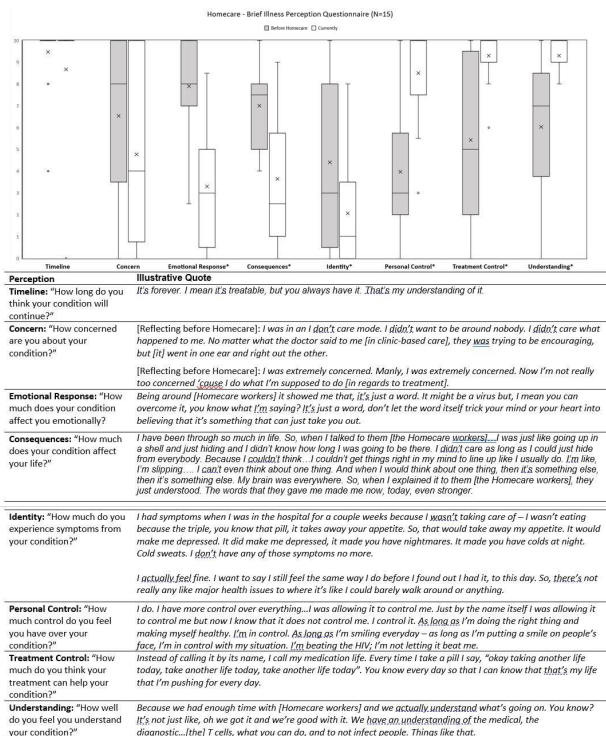 Homecare - Brief Illness Perception Questionnaire (N=15)
Before Homecare Currently
10
9
8
7
6
5
4
3
2
1
0
Timeline Concern Emotional Response* Consequences* Identity* Personal Control* Treatment Control* Understanding*
Perception Illustrative Quote
Timeline: "How long do you
think your condition will
continue?"
It's forever. I mean it's treatable, but you always have it. That's my understanding of it.
Concern: "How concerned
are you about your
condition?"
[Reflecting before Homecare]: I was in an I don't care mode. I didn't want to be around nobody. I didn't care what
happened to me. No matter what the doctor said to me [in clinic-based care], they was trying to be encouraging,
but [it] went in one ear and right out the other.
[Reflecting before Homecare]: I was extremely concerned. Manly, I was extremely concerned. Now I'm not really
too concerned 'cause I do what I'm supposed to do [in regards to treatment].
Emotional Response: "How
much does your condition
affect you emotionally?
Being around [Homecare workers] it showed me that, it's just a word. It might be a virus but, I mean you can
overcome it, you know what I'm saying? It's just a word, don't let the word itself trick your mind or your heart into
believing that it's something that can just take you out.
Consequences: "How much
does your condition affect
your life?"
I have been through so much in life. So, when I talked to them [the Homecare workers]...I was just like going up in
a shell and just hiding and I didn't know how long I was going to be there. I didn't care as long as I could just hide
from everybody. Because I couldn't think...I couldn't get things right in my mind to line up like I usually do. I'm like,
I'm slipping.... I can't even think about one thing. And when I would think about one thing, then it's something else,
then it's something else. My brain was everywhere. So, when I explained it to them [the Homecare workers], they
just understood. The words that they gave me made me now, today, even stronger.
Identity: "How much do you
experience symptoms from
your condition?"
I had symptoms when I was in the hospital for a couple weeks because I wasn't taking care of – I wasn't eating
because the triple, you know that pill, it takes away your appetite. So, that would take away my appetite. It would
make me depressed. It did make me depressed, it made you have nightmares. It made you have colds at night.
Cold sweats. I don't have any of those symptoms no more.
I actually feel fine. I want to say I still feel the same way I do before I found out I had it, to this day. So, there's not
really any like major health issues to where it's like I could barely walk around or anything.
Personal Control: "How
much control do you feel
you have over your
condition?"
I do. I have more control over everything...I was allowing it to control me. Just by the name itself I was allowing it
to control me but now I know that it does not control me. I control it. As long as I'm doing the right thing and
making myself healthy. I'm in control. As long as I'm smiling everyday – as long as I'm putting a smile on people's
face, I'm in control with my situation. I'm beating the HIV; I'm not letting it beat me.
Treatment Control: "How
much do you think your
treatment can help your
condition?"
Instead of calling it by its name, I call my medication life. Every time I take a pill I say, "okay taking another life
today, take another life today, take another life today". You know every day so that I can know that that's my life
that I'm pushing for every day.
Understanding: "How well
do you feel you understand
your condition?"
Because we had enough time with [Homecare workers] and we actually understand what's going on. You know?
It's not just like, oh we got it and we're good with it. We have an understanding of the medical, the
diagnostic...[the] T cells, what you can do, and to not infect people. Things like that.